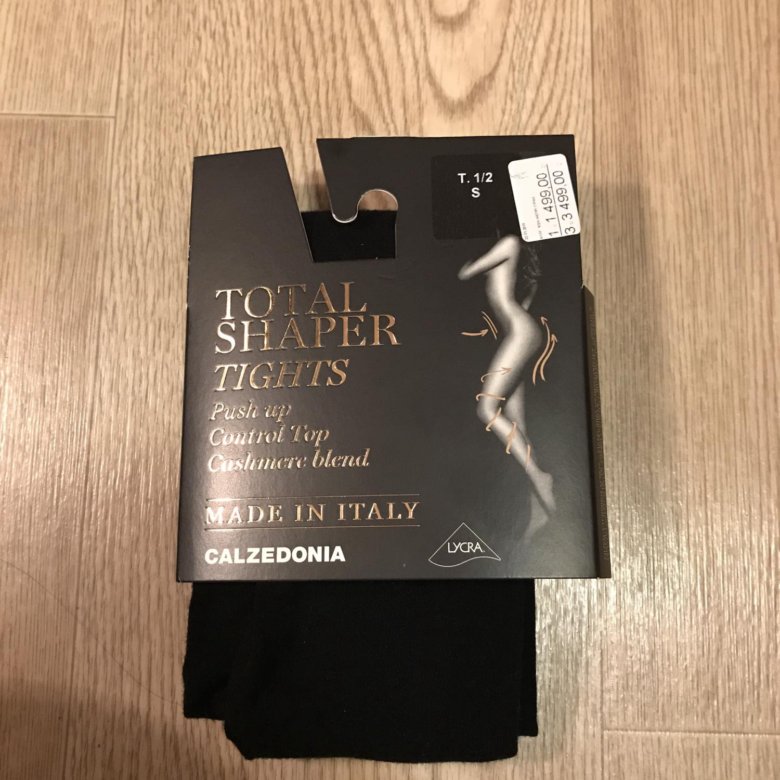 T. 1/2
S
1.1499.00
3.3499.00
TOTAL
SHAPER
TIGHTS
Push up
Control Top
Cashmere blend
MADE IN ITALY
CALZEDONIA
LYCRA